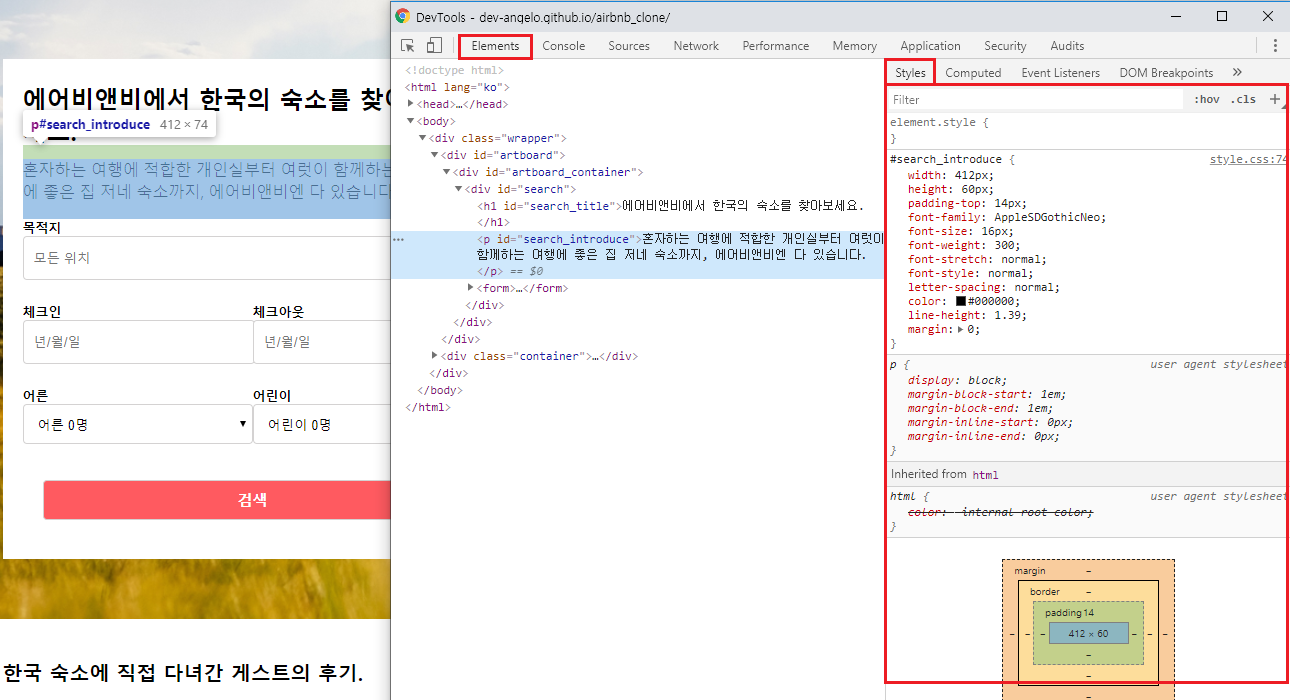 에어비앤비에서 한국의 숙소를 찾아
p#search_introduce 412 × 74
혼자하는 여행에 적합한 개인실부터 여럿이 함께하는
에 좋은 집 저네 숙소까지, 에어비앤비엔 다 있습니다
목적지
모든 위치
체크인 체크아웃
년/월/일 년/월/일
어른 어린이
어른 0명 어린이 0명
검색
한국 숙소에 직접 다녀간 게스트의 후기.
DevTools - dev-angelo.github.io/airbnb_clone/
Elements Console Sources Network Performance Memory Application Security Audits
<!doctype html>
<html lang="ko">
<head>…</head>
<body>
<div class="wrapper">
<div id="artboard">
<div id="artboard_container">
<div id="search">
<h1 id="search_title">에어비앤비에서 한국의 숙소를 찾아보세요.
</h1>
<p id="search_introduce">혼자하는 여행에 적합한 개인실부터 여럿이
함께하는 여행에 좋은 집 저네 숙소까지, 에어비앤비엔 다 있습니다.
</p> == $0
<form>…</form>
</div>
</div>
</div>
<div class="container">…</div>
</div>
</body>
</html>
Styles Computed Event Listeners DOM Breakpoints »
Filter :hov .cls +
element.style {
}
#search_introduce { style.css:74
width: 412px;
height: 60px;
padding-top: 14px;
font-family: AppleSDGothicNeo;
font-size: 16px;
font-weight: 300;
font-stretch: normal;
font-style: normal;
letter-spacing: normal;
color: #000000;
line-height: 1.39;
margin: 0;
}
p { user agent stylesheet
display: block;
margin-block-start: 1em;
margin-block-end: 1em;
margin-inline-start: 0px;
margin-inline-end: 0px;
}
Inherited from html
html { user agent stylesheet
color: -internal-root-color;
}
margin –
border –
padding 14
– – – 412 × 60 – – –
–
–
–